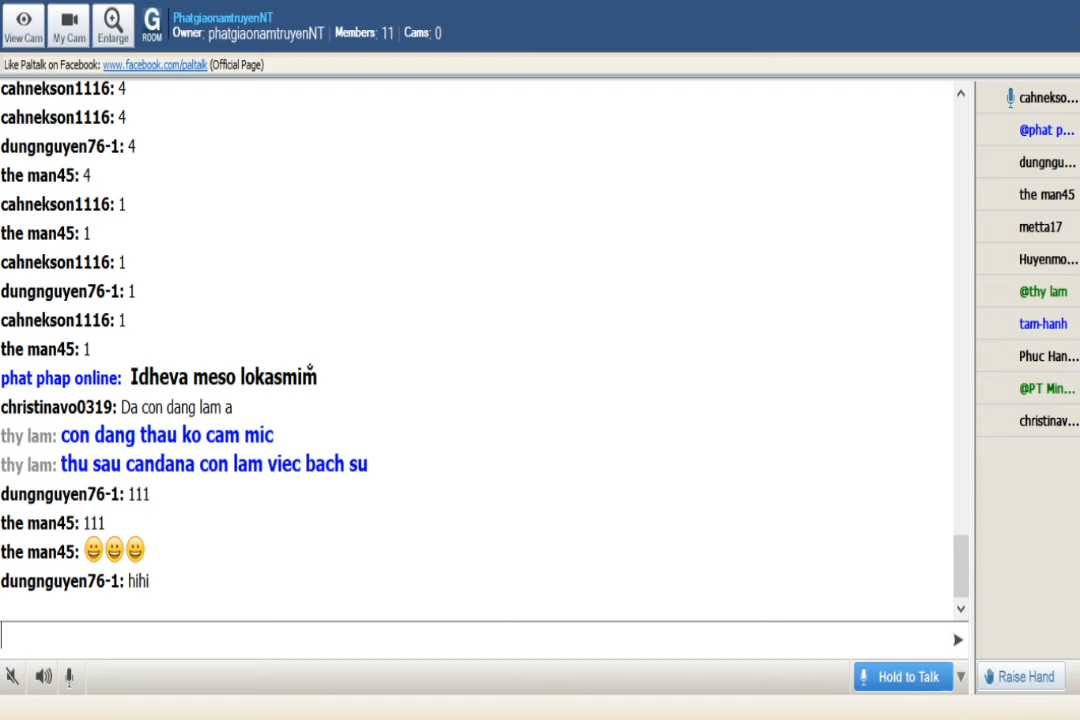 PhatgiaonamtruyenNT
View Cam My Cam Enlarge G ROOM Owner: phatgiaonamtruyenNT Members: 11 Cams: 0
Like Paltalk on Facebook: www.facebook.com/paltalk (Official Page)
cahnekson1116: 4
cahnekson1116: 4
dungnguyen76-1: 4
the man45: 4
cahnekson1116: 1
the man45: 1
cahnekson1116: 1
dungnguyen76-1: 1
cahnekson1116: 1
the man45: 1
phat phap online: Idheva meso lokasmim̊
christinavo0319: Da con dang lam a
thy lam: con dang thau ko cam mic
thy lam: thu sau candana con lam viec bach su
dungnguyen76-1: 111
the man45: 111
the man45: 😀😀😀
dungnguyen76-1: hihi
cahnekso...
@phat p...
dungngu...
the man45
metta17
Huyenmo...
@thy lam
tam-hanh
Phuc Han...
@PT Min...
christinav...
Hold to Talk
Raise Hand